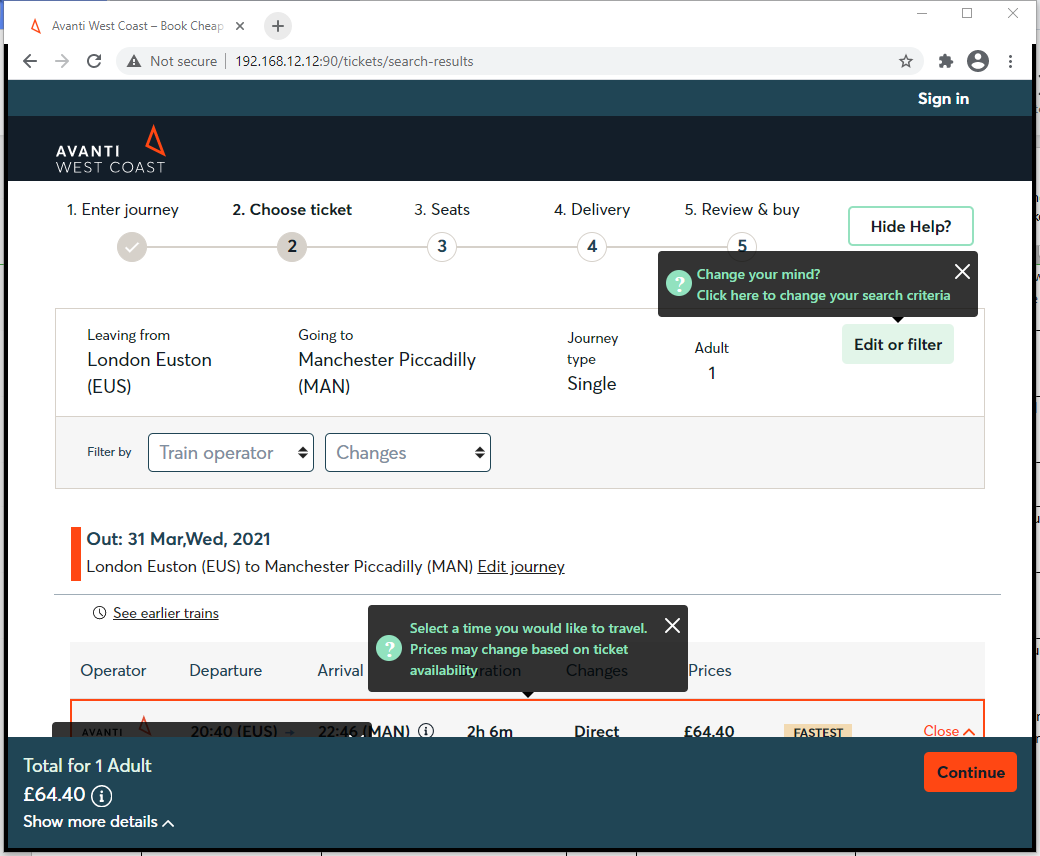 Avanti West Coast – Book Cheap
Not secure
192.168.12.12:90/tickets/search-results
Sign in
AVANTI
WEST COAST
1. Enter journey
2. Choose ticket
3. Seats
4. Delivery
5. Review & buy
Hide Help?
2
3
4
5
Change your mind?
Click here to change your search criteria
Leaving from
London Euston
(EUS)
Going to
Manchester Piccadilly
(MAN)
Journey
type
Single
Adult
1
Edit or filter
Filter by
Train operator
Changes
Out: 31 Mar,Wed, 2021
London Euston (EUS) to Manchester Piccadilly (MAN) Edit journey
See earlier trains
Select a time you would like to travel.
Prices may change based on ticket
availability
Operator
Departure
Arrival
Changes
Prices
AVANTI
20:40 (EUS)
22:46 (MAN)
2h 6m
Direct
£64.40
FASTEST
Close
Total for 1 Adult
£64.40
Show more details
Continue